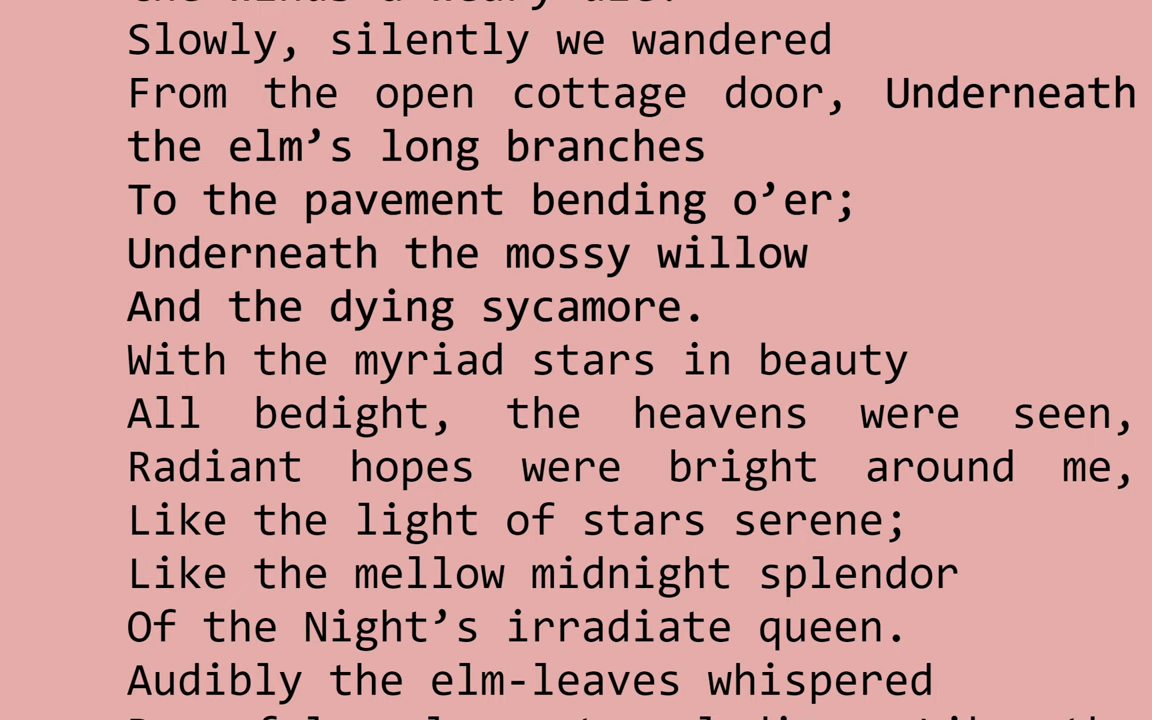 Slowly, silently we wandered
From the open cottage door, Underneath
the elm’s long branches
To the pavement bending o’er;
Underneath the mossy willow
And the dying sycamore.
With the myriad stars in beauty
All bedight, the heavens were seen,
Radiant hopes were bright around me,
Like the light of stars serene;
Like the mellow midnight splendor
Of the Night’s irradiate queen.
Audibly the elm-leaves whispered